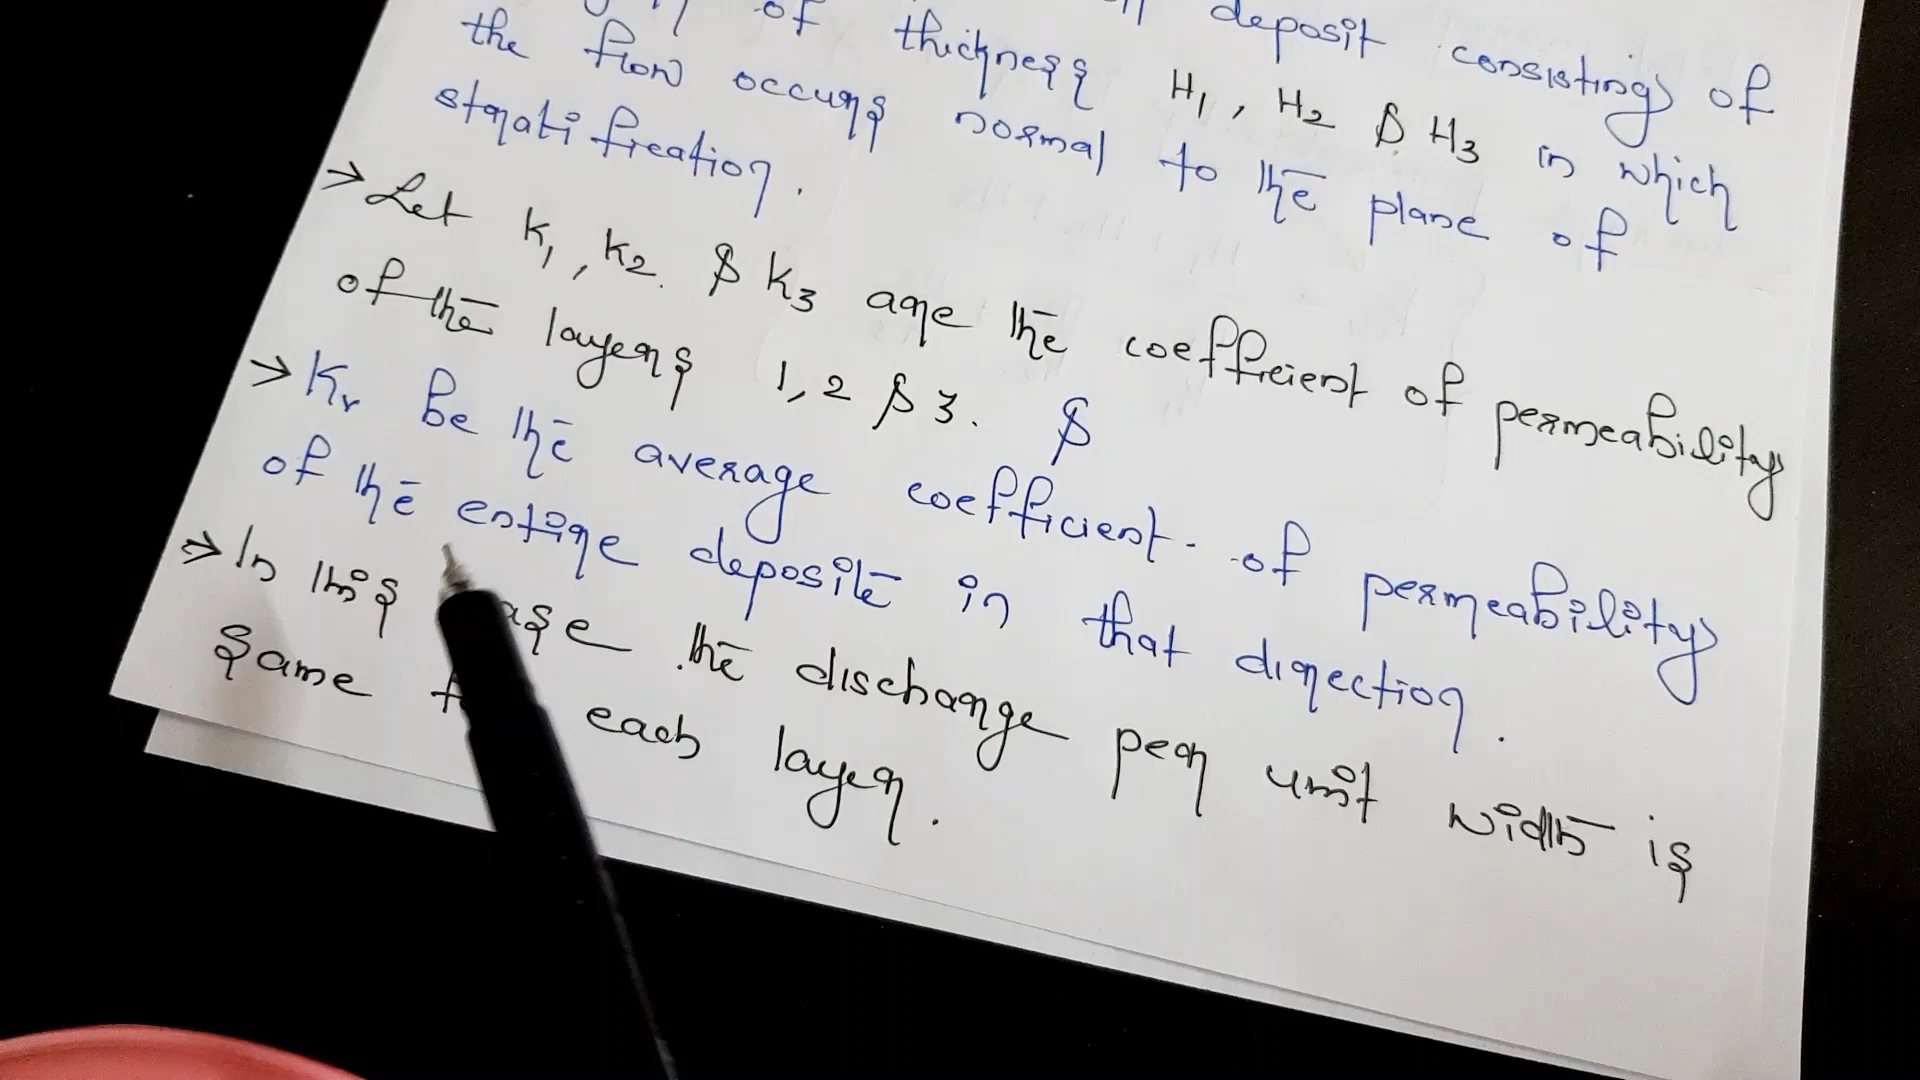 deposit consisting of
of thickness H1, H2 & H3 in which
the flow occurs normal to the plane of
stratification.
→ Let K1, K2 & K3 are the coefficient of permeability
of the layers 1, 2 & 3. &
→ Kv be the average coefficient of permeability
of the entire deposite in that direction.
→ In this the discharge per unit width is
same each layer.